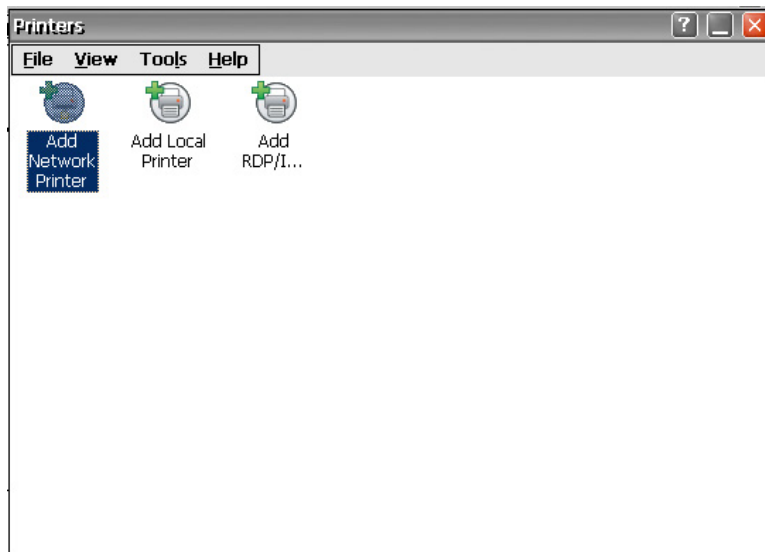 Printers
File View Tools Help
Add Network Printer
Add Local Printer
Add RDP/I...